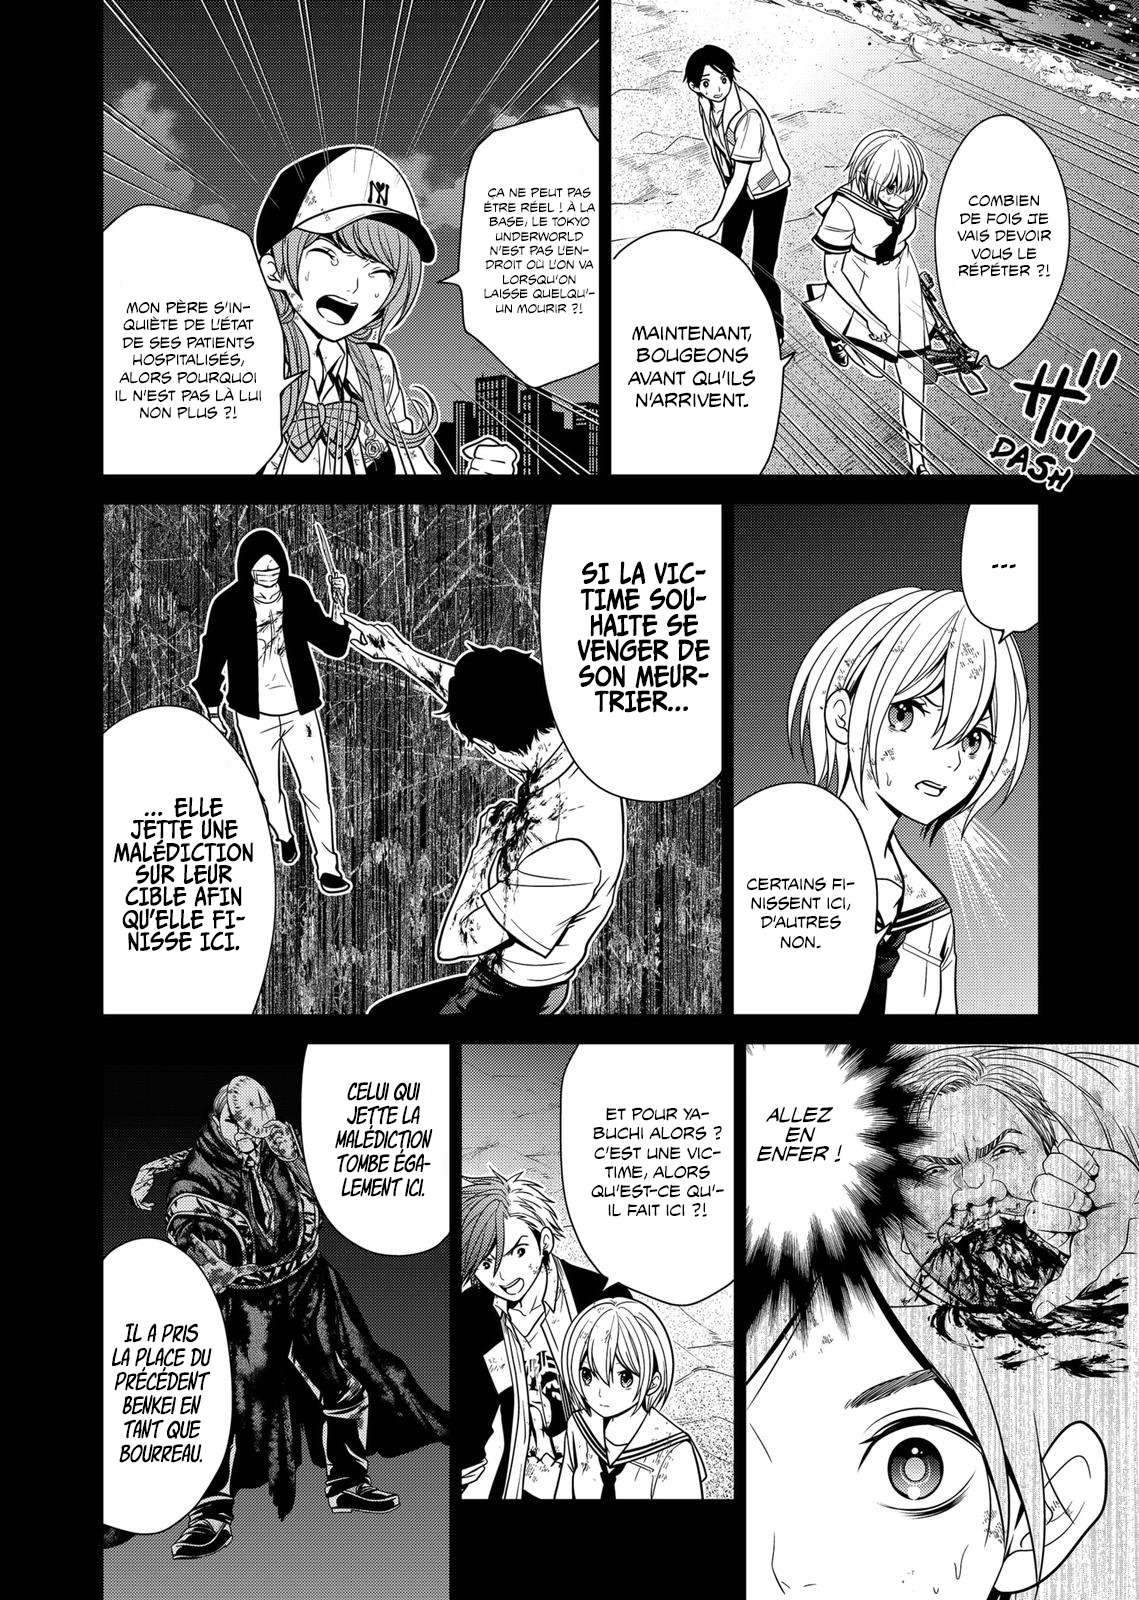 COMBIEN
DE FOIS JE
VAIS DEVOIR
VOUS LE
RÉPÉTER ?!
MAINTENANT,
BOUGEONS
AVANT QU'ILS
N'ARRIVENT.
ザッ
DASH
ÇA NE PEUT PAS
ÊTRE RÉEL ! À LA
BASE, LE TOKYO
UNDERWORLD
N'EST PAS L'EN-
DROIT OÙ L'ON VA
LORSQU'ON
LAISSE QUELQU'-
UN MOURIR ?!
MON PÈRE S'IN-
QUIÈTE DE L'ÉTAT
DE SES PATIENTS
HOSPITALISÉS,
ALORS POURQUOI
IL N'EST PAS LÀ LUI
NON PLUS ?!
...
CERTAINS FI-
NISSENT ICI,
D'AUTRES
NON.
SI LA VIC-
TIME SOU-
HAITE SE
VENGER DE
SON MEUR-
TRIER...
... ELLE
JETTE UNE
MALÉDICTION
SUR LEUR
CIBLE AFIN
QU'ELLE FI-
NISSE ICI.
ALLEZ
EN
ENFER !
ET POUR YA-
BUCHI ALORS ?
C'EST UNE VIC-
TIME, ALORS
QU'EST-CE QU'-
IL FAIT ICI ?!
CELUI QUI
JETTE LA
MALÉDICTION
TOMBE ÉGA-
LEMENT ICI.
IL A PRIS
LA PLACE DU
PRÉCÉDENT
BENKEI EN
TANT QUE
BOURREAU.